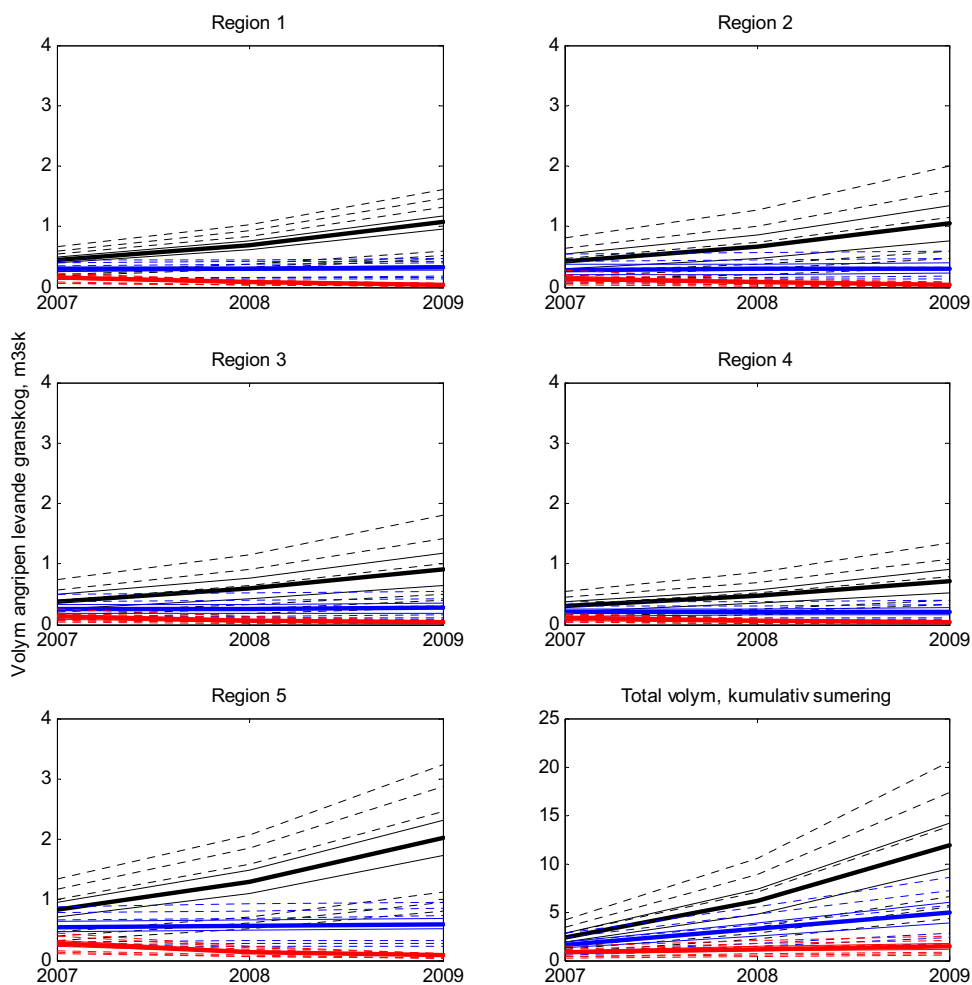 Region 1
Region 2
4
3
2
1
0
2007 2008 2009
4
3
2
1
0
2007 2008 2009
Volym angripen levande granskog, m3sk
Region 3
Region 4
4
3
2
1
0
2007 2008 2009
4
3
2
1
0
2007 2008 2009
Region 5
Total volym, kumulativ sumering
4
3
2
1
0
2007 2008 2009
25
20
15
10
5
0
2007 2008 2009